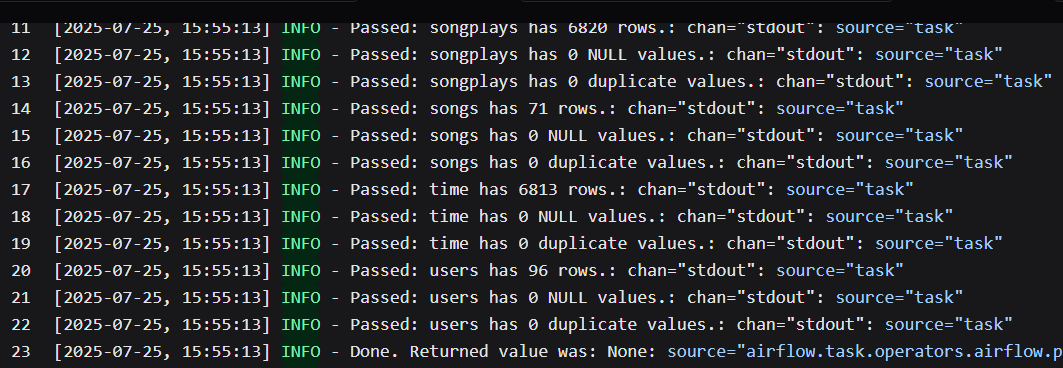 11 [2025-07-25, 15:55:13] INFO - Passed: songplays has 6820 rows.: chan="stdout": source="task"
12 [2025-07-25, 15:55:13] INFO - Passed: songplays has 0 NULL values.: chan="stdout": source="task"
13 [2025-07-25, 15:55:13] INFO - Passed: songplays has 0 duplicate values.: chan="stdout": source="task"
14 [2025-07-25, 15:55:13] INFO - Passed: songs has 71 rows.: chan="stdout": source="task"
15 [2025-07-25, 15:55:13] INFO - Passed: songs has 0 NULL values.: chan="stdout": source="task"
16 [2025-07-25, 15:55:13] INFO - Passed: songs has 0 duplicate values.: chan="stdout": source="task"
17 [2025-07-25, 15:55:13] INFO - Passed: time has 6813 rows.: chan="stdout": source="task"
18 [2025-07-25, 15:55:13] INFO - Passed: time has 0 NULL values.: chan="stdout": source="task"
19 [2025-07-25, 15:55:13] INFO - Passed: time has 0 duplicate values.: chan="stdout": source="task"
20 [2025-07-25, 15:55:13] INFO - Passed: users has 96 rows.: chan="stdout": source="task"
21 [2025-07-25, 15:55:13] INFO - Passed: users has 0 NULL values.: chan="stdout": source="task"
22 [2025-07-25, 15:55:13] INFO - Passed: users has 0 duplicate values.: chan="stdout": source="task"
23 [2025-07-25, 15:55:13] INFO - Done. Returned value was: None: source="airflow.task.operators.airflow.p